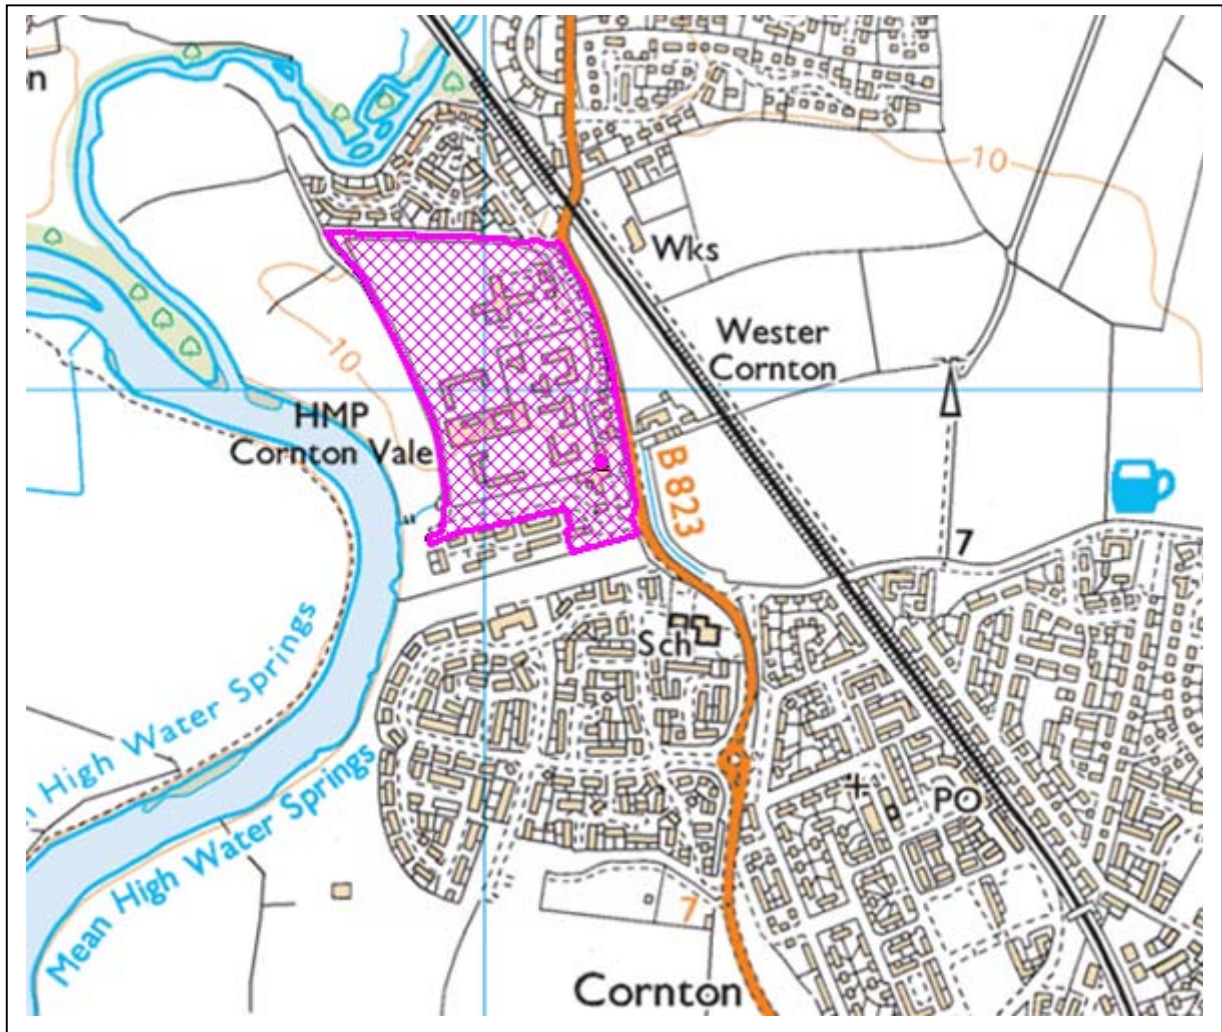 n
10
Wks
Wester
Cornton
10
HMP
Cornton Vale
B 823
7
Sch
n High Water Springs
Mean High Water Springs
PO
7
Cornton